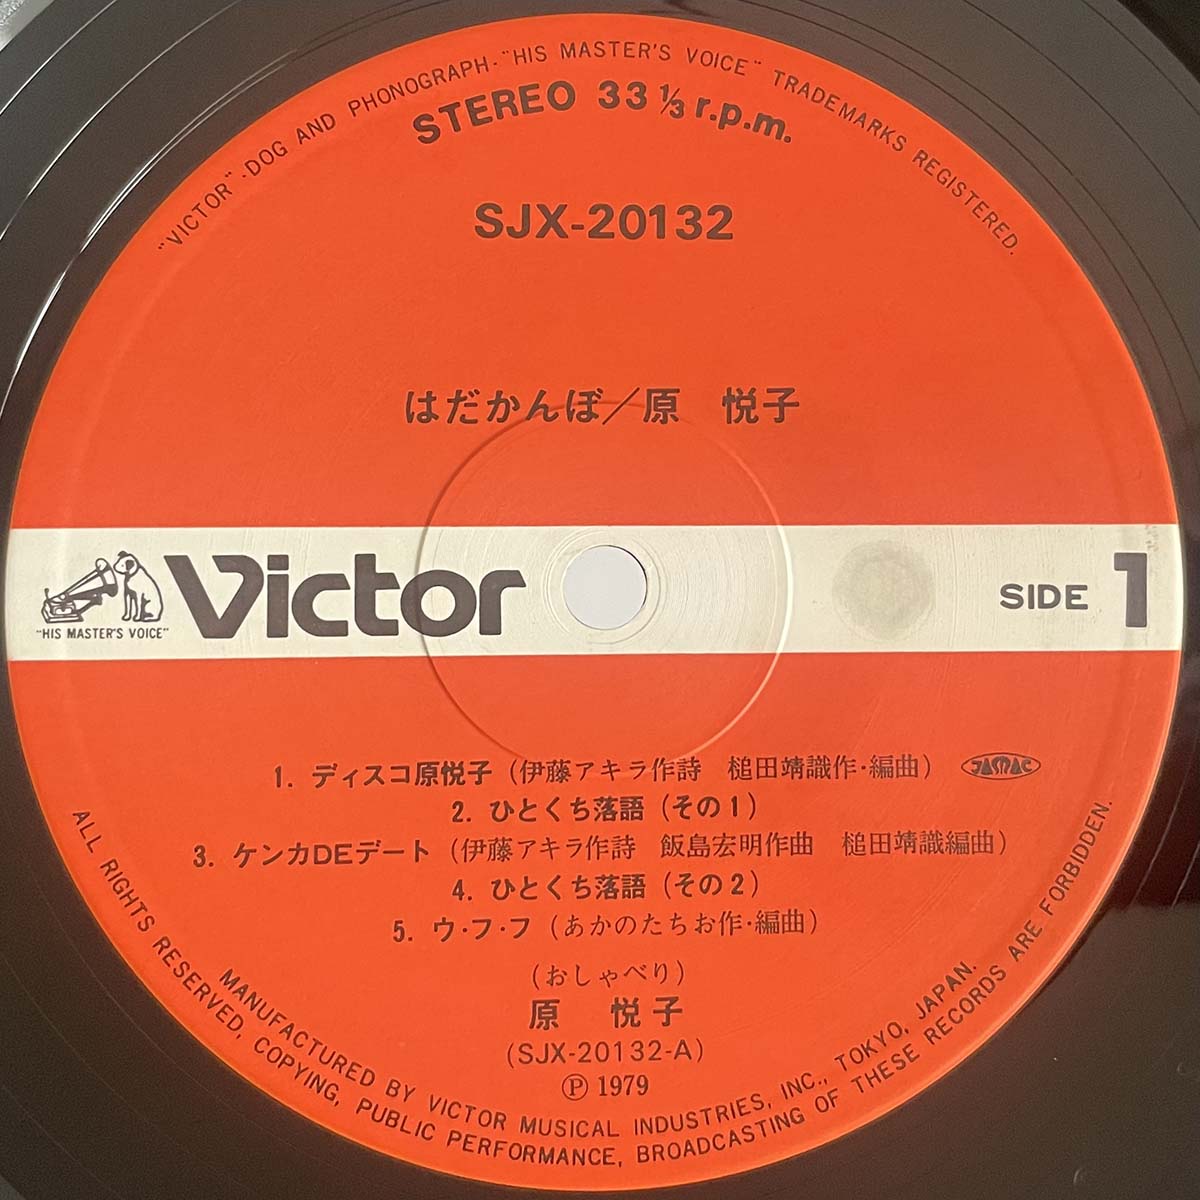 "VICTOR"-DOG AND PHONOGRAPH-"HIS MASTER'S VOICE" TRADEMARKS REGISTERED.
STEREO 33 1/3 r.p.m.
SJX-20132
はだかんぼ／原　悦子
Victor
"HIS MASTER'S VOICE"
SIDE 1
1. ディスコ原悦子 (伊藤アキラ作詩　槌田靖識作・編曲) JASRAC
2. ひとくち落語 (その1)
3. ケンカDEデート (伊藤アキラ作詩　飯島宏明作曲　槌田靖識編曲)
4. ひとくち落語 (その2)
5. ウ・フ・フ (あかのたちお作・編曲)
(おしゃべり)
原　悦子
(SJX-20132-A)
Ⓟ 1979
MANUFACTURED BY VICTOR MUSICAL INDUSTRIES, INC., TOKYO, JAPAN.
ALL RIGHTS RESERVED, COPYING, PUBLIC PERFORMANCE, BROADCASTING OF THESE RECORDS ARE FORBIDDEN.